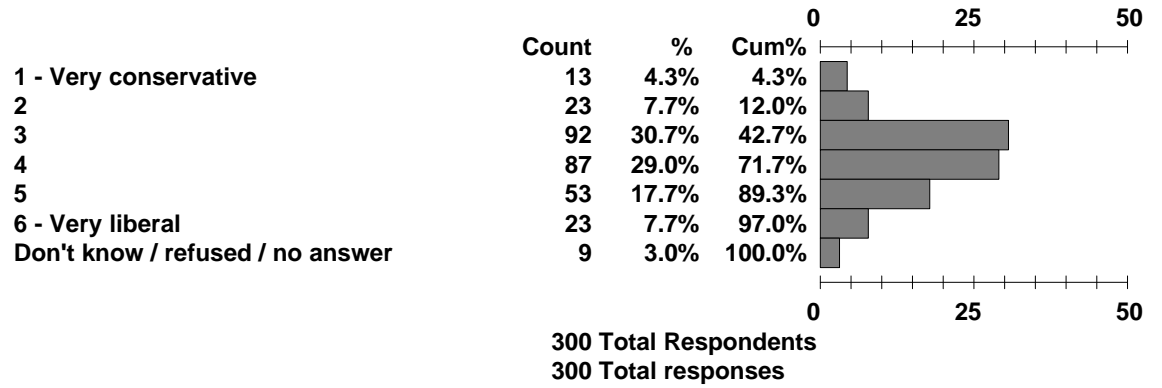 0 25 50
Count % Cum%
1 - Very conservative 13 4.3% 4.3%
2 23 7.7% 12.0%
3 92 30.7% 42.7%
4 87 29.0% 71.7%
5 53 17.7% 89.3%
6 - Very liberal 23 7.7% 97.0%
Don't know / refused / no answer 9 3.0% 100.0%
0 25 50
300 Total Respondents
300 Total responses